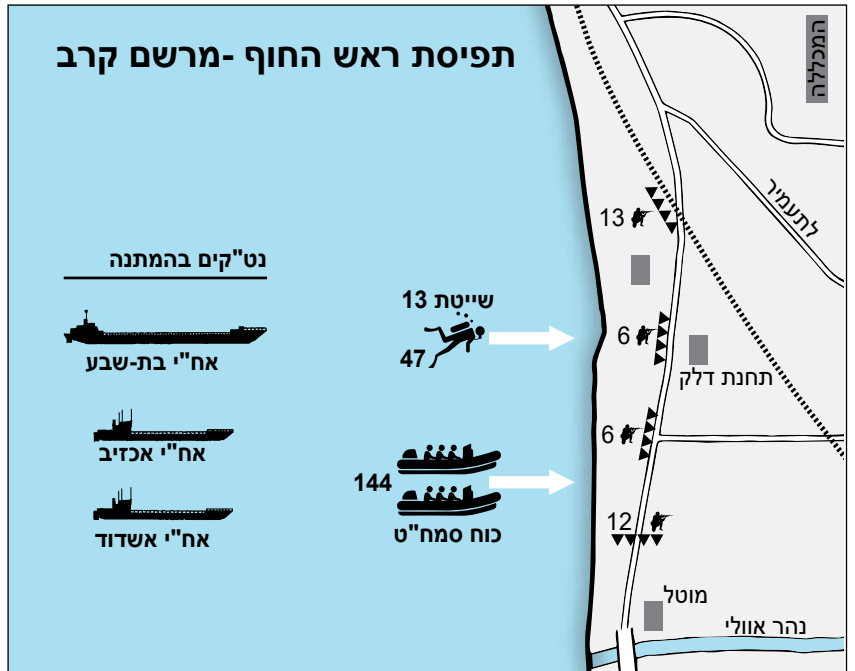 תפיסת ראש החוף -מרשם קרב
המכללה
לתעמיר
13
נט"קים בהמתנה
שייטת 13
47
6
אח"י בת-שבע
תחנת דלק
6
אח"י אכזיב
144
כוח סמח"ט
12
אח"י אשדוד
מוטל
נהר אוולי